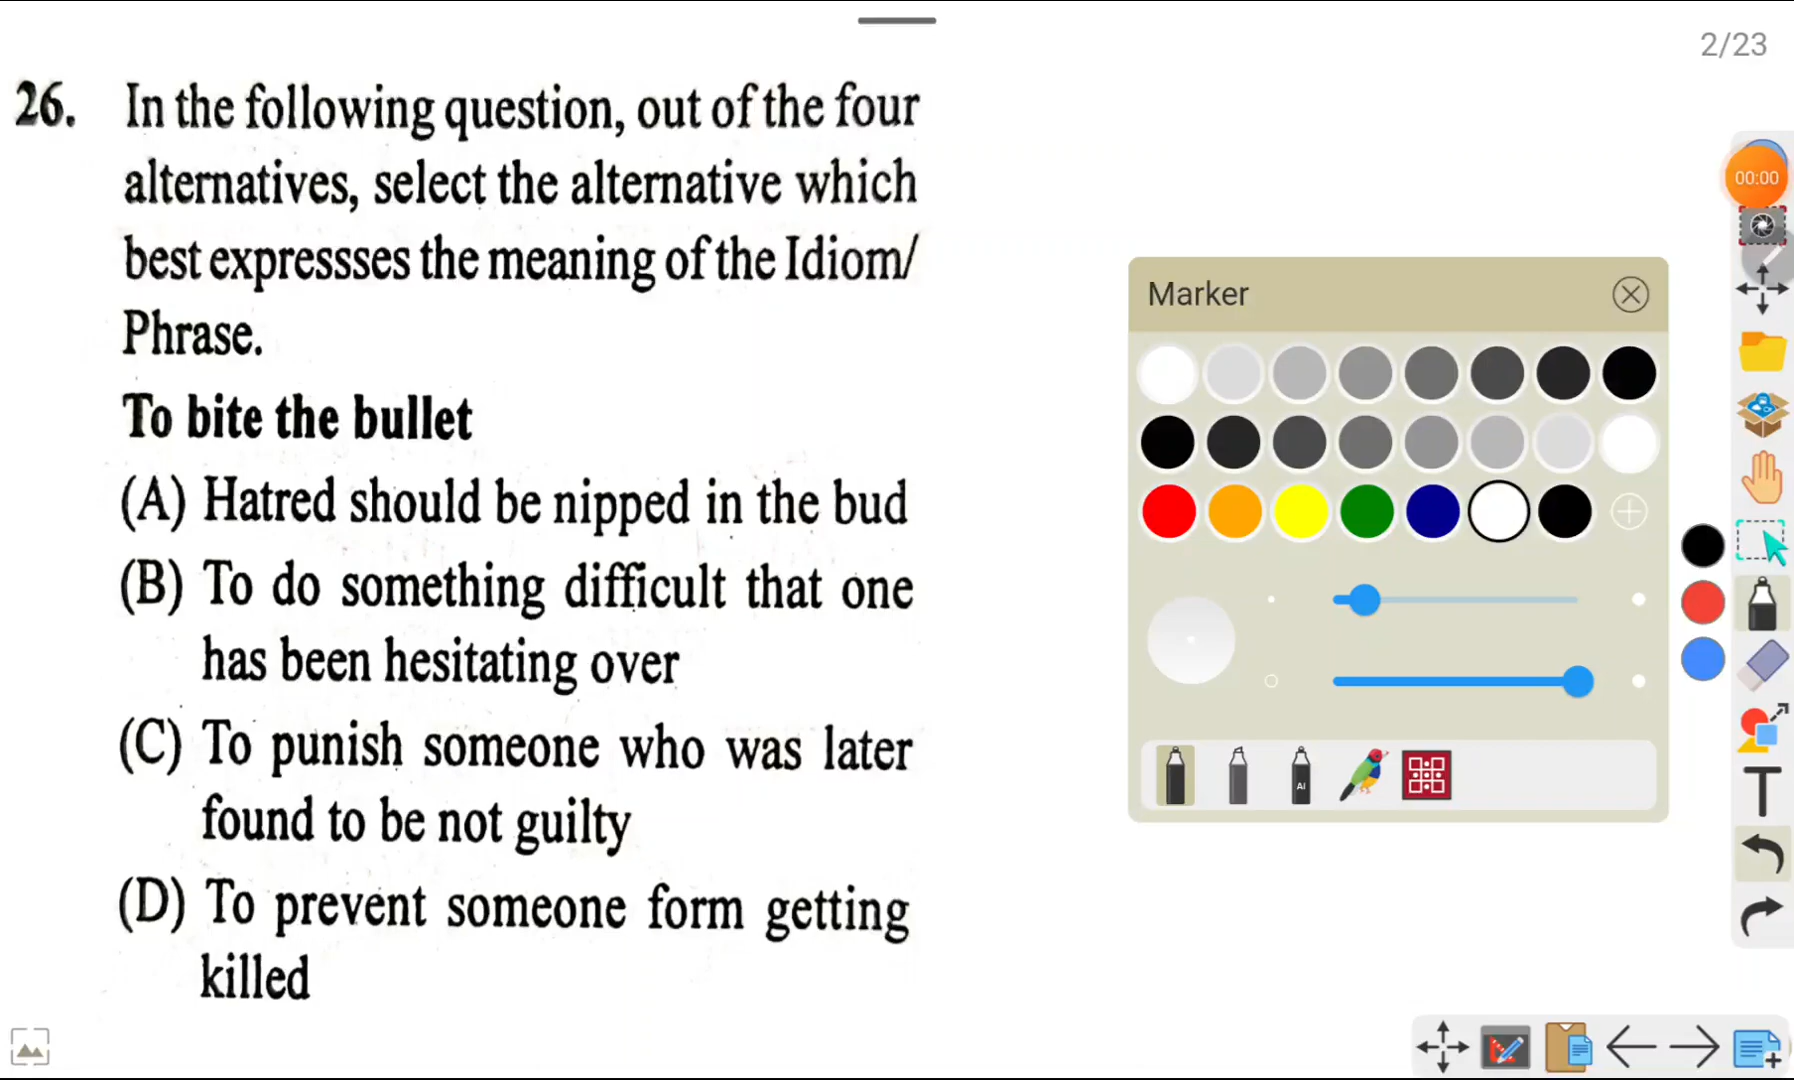 2/23
26. In the following question, out of the four
alternatives, select the alternative which
best expressses the meaning of the Idiom/
Phrase.
To bite the bullet
(A) Hatred should be nipped in the bud
(B) To do something difficult that one
has been hesitating over
(C) To punish someone who was later
found to be not guilty
(D) To prevent someone form getting
killed
Marker
AI
00:00
T